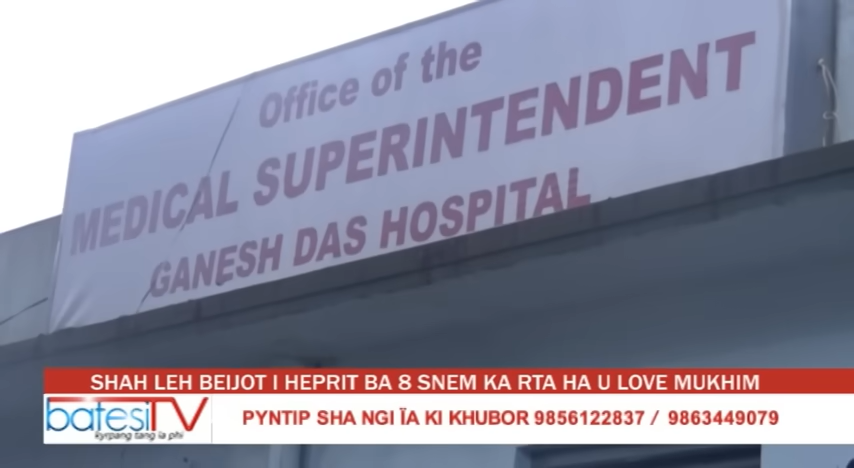 Office of the
MEDICAL SUPERINTENDENT
GANESH DAS HOSPITAL
SHAH LEH BEIJOT I HEPRIT BA 8 SNEM KA RTA HA U LOVE MUKHIM
batesiTV
kyrpang tang ïa phi
PYNTIP SHA NGI ÏA KI KHUBOR 9856122837 / 9863449079